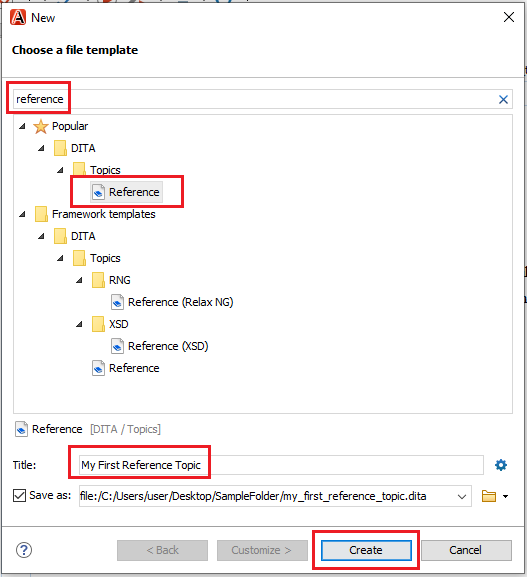 New
Choose a file template
reference
Popular
DITA
Topics
Reference
Framework templates
DITA
Topics
RNG
Reference (Relax NG)
XSD
Reference (XSD)
Reference
Reference [DITA / Topics]
Title: My First Reference Topic
Save as: file:/C:/Users/user/Desktop/SampleFolder/my_first_reference_topic.dita
? < Back Customize > Create Cancel